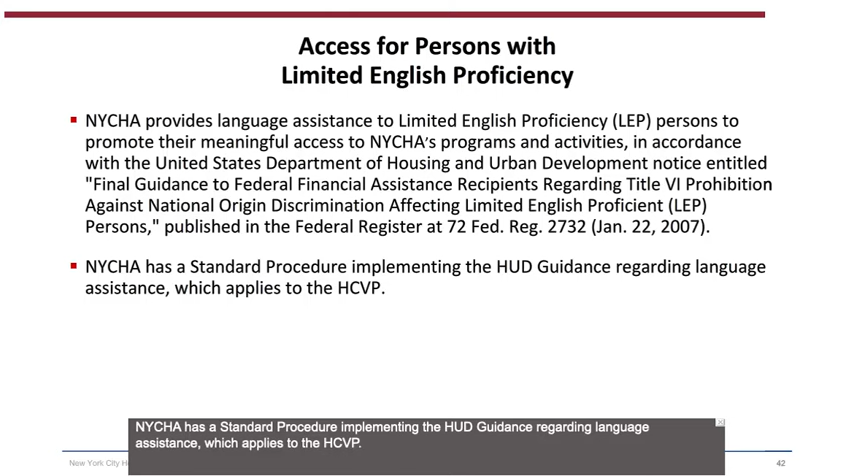 Access for Persons with
Limited English Proficiency
▪ NYCHA provides language assistance to Limited English Proficiency (LEP) persons to
promote their meaningful access to NYCHA's programs and activities, in accordance
with the United States Department of Housing and Urban Development notice entitled
"Final Guidance to Federal Financial Assistance Recipients Regarding Title VI Prohibition
Against National Origin Discrimination Affecting Limited English Proficient (LEP)
Persons," published in the Federal Register at 72 Fed. Reg. 2732 (Jan. 22, 2007).
▪ NYCHA has a Standard Procedure implementing the HUD Guidance regarding language
assistance, which applies to the HCVP.
NYCHA has a Standard Procedure implementing the HUD Guidance regarding language
assistance, which applies to the HCVP.
New York City
42